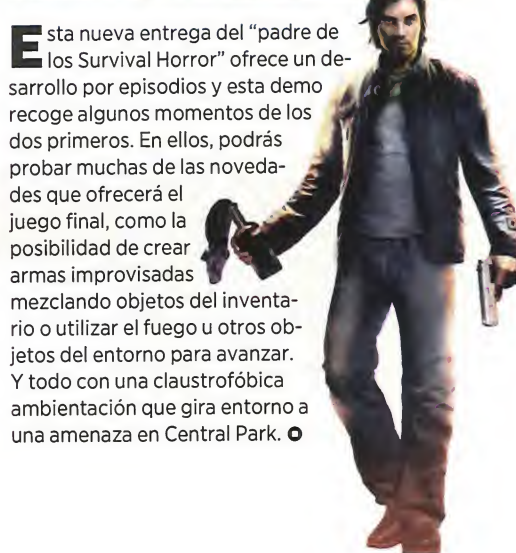 Esta nueva entrega del “padre de
los Survival Horror” ofrece un de-
sarrollo por episodios y esta demo
recoge algunos momentos de los
dos primeros. En ellos, podrás
probar muchas de las noveda-
des que ofrecerá el
juego final, como la
posibilidad de crear
armas improvisadas
mezclando objetos del inventa-
rio o utilizar el fuego u otros ob-
jetos del entorno para avanzar.
Y todo con una claustrofóbica
ambientación que gira entorno a
una amenaza en Central Park.